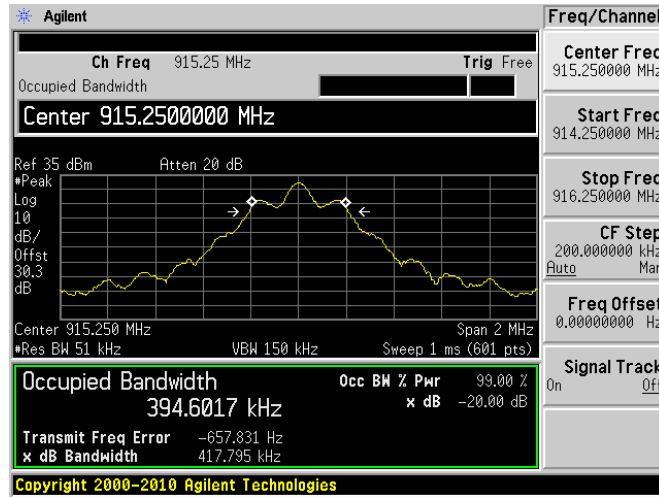 Agilent
Ch Freq 915.25 MHz Trig Free
Occupied Bandwidth
Center 915.2500000 MHz
Ref 35 dBm Atten 20 dB
#Peak
Log
10
dB/
Offst
30.3
dB
Center 915.250 MHz Span 2 MHz
#Res BW 51 kHz VBW 150 kHz Sweep 1 ms (601 pts)
Occupied Bandwidth Occ BW % Pwr 99.00 %
394.6017 kHz x dB -20.00 dB
Transmit Freq Error -657.831 Hz
x dB Bandwidth 417.795 kHz
Copyright 2000-2010 Agilent Technologies
Freq/Channel
Center Freq
915.250000 MHz
Start Freq
914.250000 MHz
Stop Freq
916.250000 MHz
CF Step
200.000000 kHz
Auto Man
Freq Offset
0.00000000 Hz
Signal Track
On Off